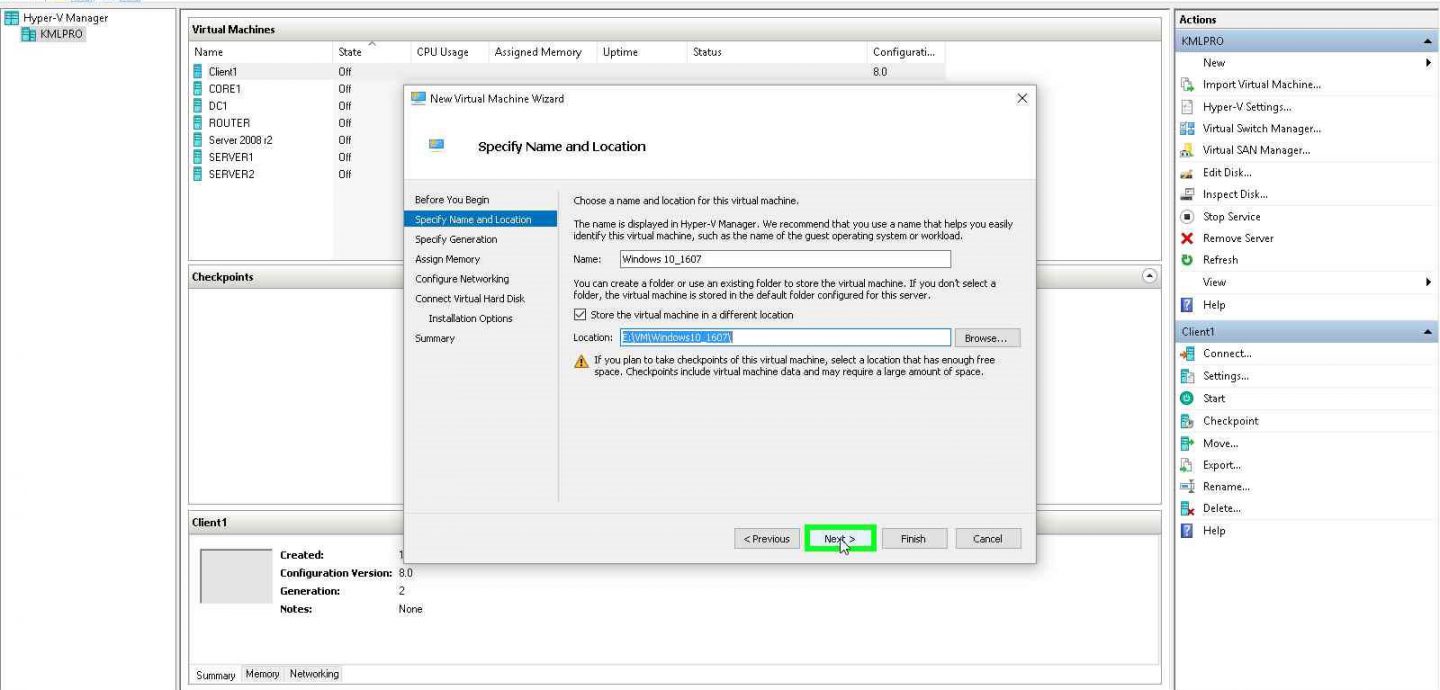 Hyper-V Manager
KMLPRO
Virtual Machines
Name State CPU Usage Assigned Memory Uptime Status Configurati...
Client1 Off 8.0
CORE1 Off
DC1 Off
ROUTER Off
Server 2008 r2 Off
SERVER1 Off
SERVER2 Off
Checkpoints
Client1
Created: 1
Configuration Version: 8.0
Generation: 2
Notes: None
Summary Memory Networking
New Virtual Machine Wizard
Specify Name and Location
Before You Begin
Specify Name and Location
Specify Generation
Assign Memory
Configure Networking
Connect Virtual Hard Disk
Installation Options
Summary
Choose a name and location for this virtual machine.
The name is displayed in Hyper-V Manager. We recommend that you use a name that helps you easily
identify this virtual machine, such as the name of the guest operating system or workload.
Name: Windows 10_1607
You can create a folder or use an existing folder to store the virtual machine. If you don't select a
folder, the virtual machine is stored in the default folder configured for this server.
Store the virtual machine in a different location
Location: E:\VM\Windows10_1607\ Browse...
If you plan to take checkpoints of this virtual machine, select a location that has enough free
space. Checkpoints include virtual machine data and may require a large amount of space.
< Previous Next > Finish Cancel
Actions
KMLPRO
New
Import Virtual Machine...
Hyper-V Settings...
Virtual Switch Manager...
Virtual SAN Manager...
Edit Disk...
Inspect Disk...
Stop Service
Remove Server
Refresh
View
Help
Client1
Connect...
Settings...
Start
Checkpoint
Move...
Export...
Rename...
Delete...
Help